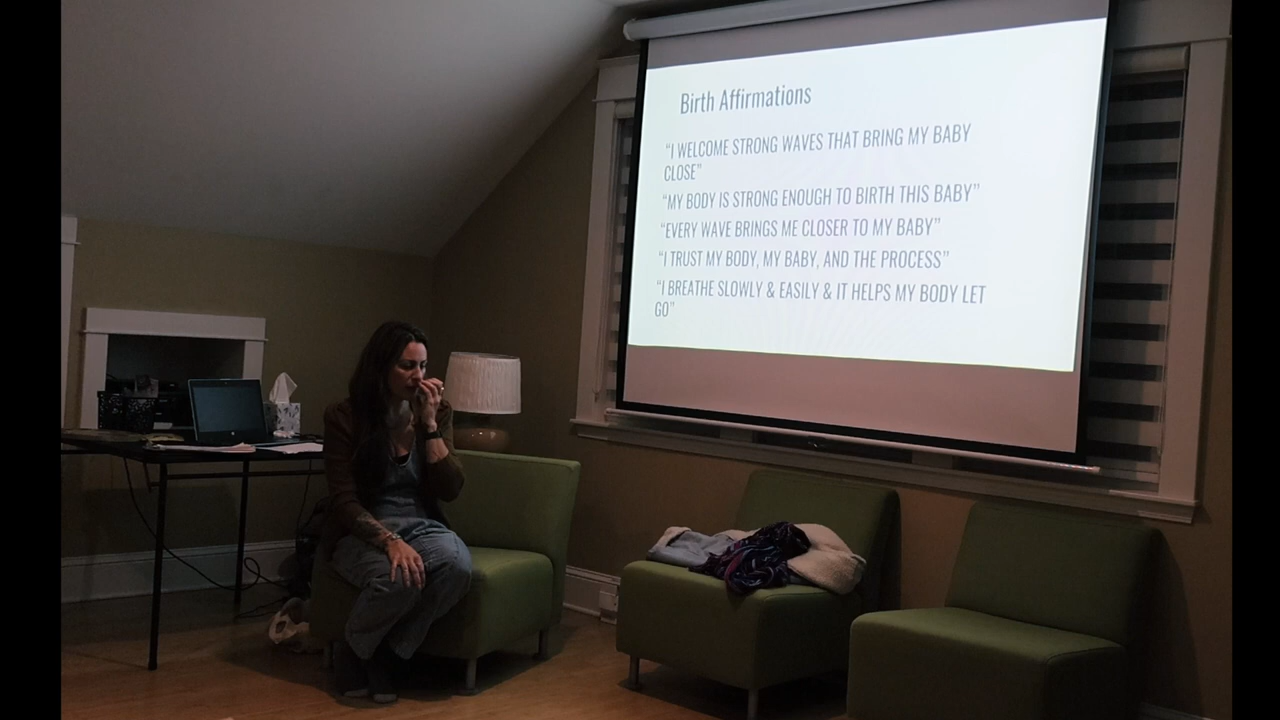 Birth Affirmations
“I WELCOME STRONG WAVES THAT BRING MY BABY
CLOSE”
“MY BODY IS STRONG ENOUGH TO BIRTH THIS BABY”
“EVERY WAVE BRINGS ME CLOSER TO MY BABY”
“I TRUST MY BODY, MY BABY, AND THE PROCESS”
“I BREATHE SLOWLY & EASILY & IT HELPS MY BODY LET
GO”